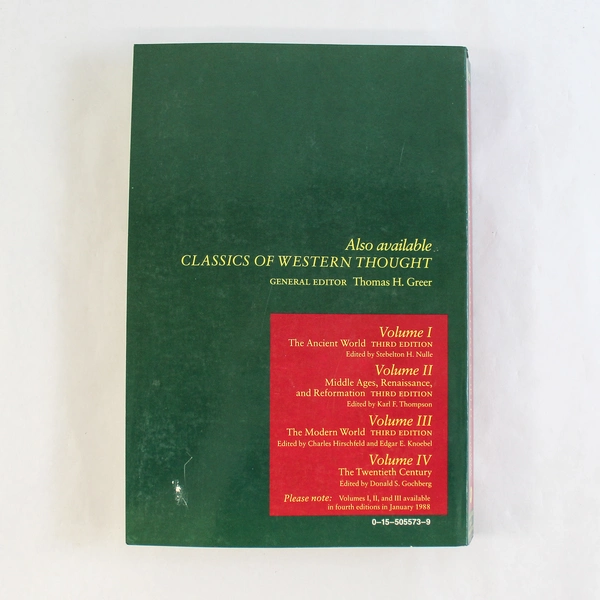 Also available
CLASSICS OF WESTERN THOUGHT
GENERAL EDITOR Thomas H. Greer
Volume I
The Ancient World THIRD EDITION
Edited by Stebelton H. Nulle
Volume II
Middle Ages, Renaissance,
and Reformation THIRD EDITION
Edited by Karl F. Thompson
Volume III
The Modern World THIRD EDITION
Edited by Charles Hirschfeld and Edgar E. Knoebel
Volume IV
The Twentieth Century
Edited by Donald S. Gochberg
Please note: Volumes I, II, and III available
in fourth editions in January 1988
0-15-505573-9